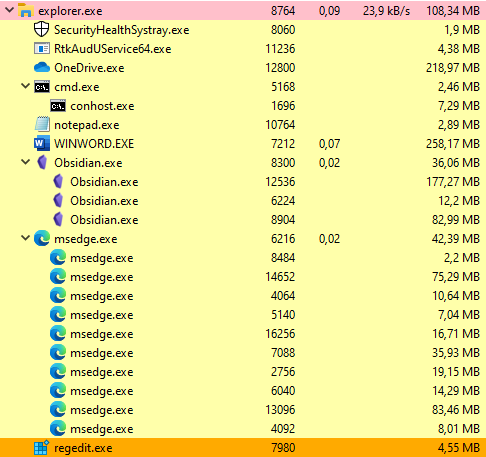 explorer.exe 8764 0,09 23,9 kB/s 108,34 MB
SecurityHealthSystray.exe 8060 1,9 MB
RtkAudUService64.exe 11236 4,38 MB
OneDrive.exe 12800 218,97 MB
cmd.exe 5168 2,46 MB
conhost.exe 1696 7,29 MB
notepad.exe 10764 2,89 MB
WINWORD.EXE 7212 0,07 258,17 MB
Obsidian.exe 8300 0,02 36,06 MB
Obsidian.exe 12536 177,27 MB
Obsidian.exe 6224 12,2 MB
Obsidian.exe 8904 82,99 MB
msedge.exe 6216 0,02 42,39 MB
msedge.exe 8484 2,2 MB
msedge.exe 14652 75,29 MB
msedge.exe 4064 10,64 MB
msedge.exe 5140 7,04 MB
msedge.exe 16256 16,71 MB
msedge.exe 7088 35,93 MB
msedge.exe 2756 19,15 MB
msedge.exe 6040 14,29 MB
msedge.exe 13096 83,46 MB
msedge.exe 4092 8,01 MB
regedit.exe 7980 4,55 MB